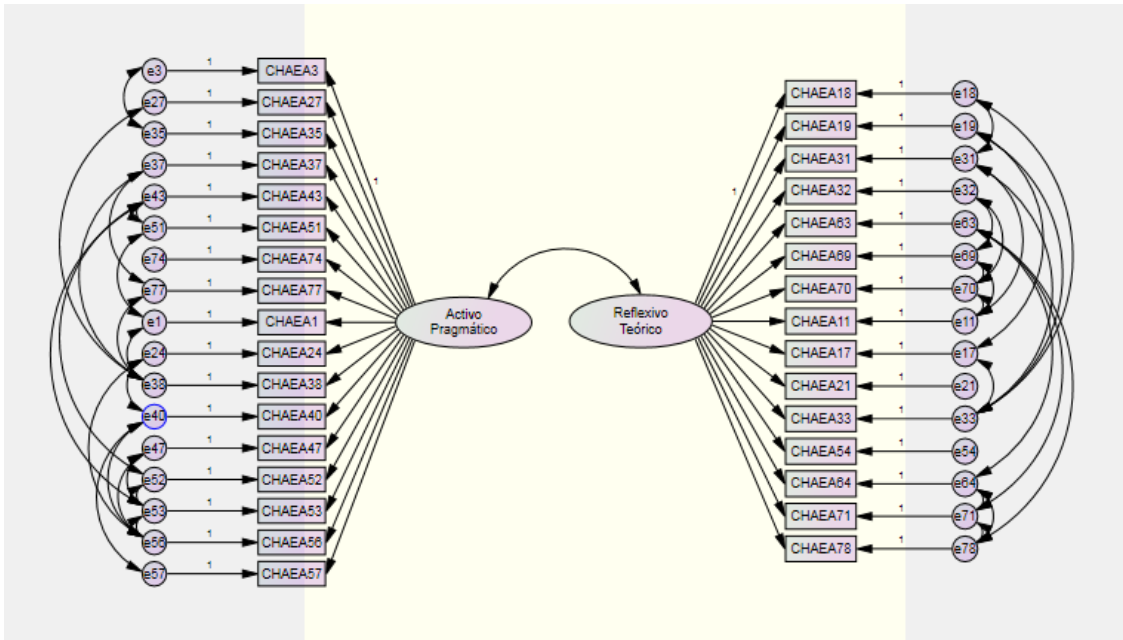 e3 1 CHAEA3
e27 1 CHAEA27
e35 1 CHAEA35
e37 1 CHAEA37
e43 1 CHAEA43
e51 1 CHAEA51
e74 1 CHAEA74
e77 1 CHAEA77
e1 1 CHAEA1
e24 1 CHAEA24
e38 1 CHAEA38
e40 1 CHAEA40
e47 1 CHAEA47
e52 1 CHAEA52
e53 1 CHAEA53
e56 1 CHAEA56
e57 1 CHAEA57
1
Activo
Pragmático
Reflexivo
Teórico
1
CHAEA18 1 e18
CHAEA19 1 e19
CHAEA31 1 e31
CHAEA32 1 e32
CHAEA63 1 e63
CHAEA69 1 e69
CHAEA70 1 e70
CHAEA11 1 e11
CHAEA17 1 e17
CHAEA21 1 e21
CHAEA33 1 e33
CHAEA54 1 e54
CHAEA64 1 e64
CHAEA71 1 e71
CHAEA78 1 e78